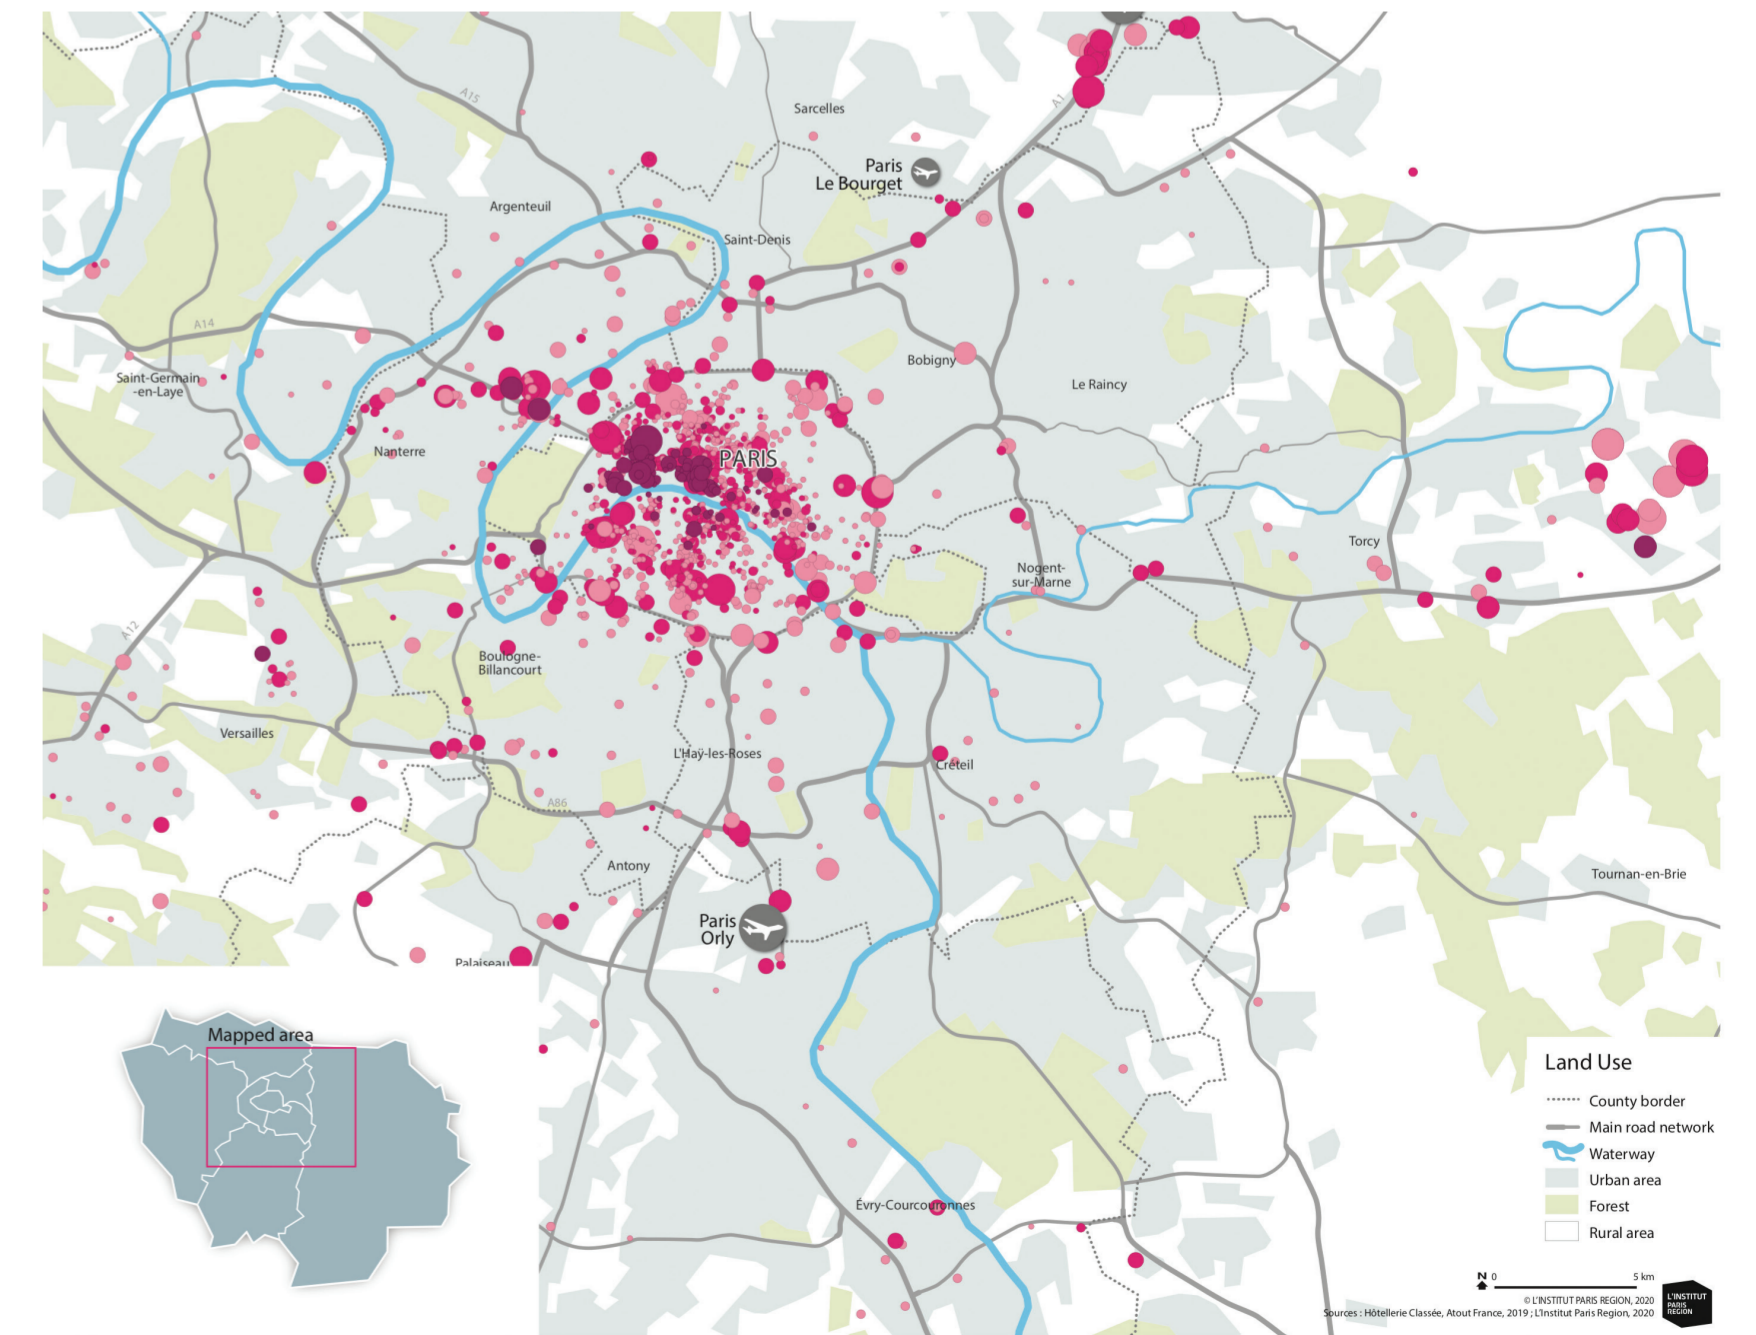 A15
Sarcelles
A1
Paris
Le Bourget
Argenteuil
Saint-Denis
A14
Saint-Germain
-en-Laye
Bobigny
Le Raincy
Nanterre
PARIS
Torcy
Nogent-
sur-Marne
A12
Boulogne-
Billancourt
Versailles
L'Haÿ-les-Roses
Créteil
A86
Antony
Tournan-en-Brie
Paris
Orly
Palaiseau
Mapped area
Évry-Courcouronnes
Land Use
County border
Main road network
Waterway
Urban area
Forest
Rural area
N 0 5 km
© L'INSTITUT PARIS REGION, 2020
Sources : Hôtellerie Classée, Atout France, 2019 ; L'Institut Paris Region, 2020
L'INSTITUT
PARIS
REGION